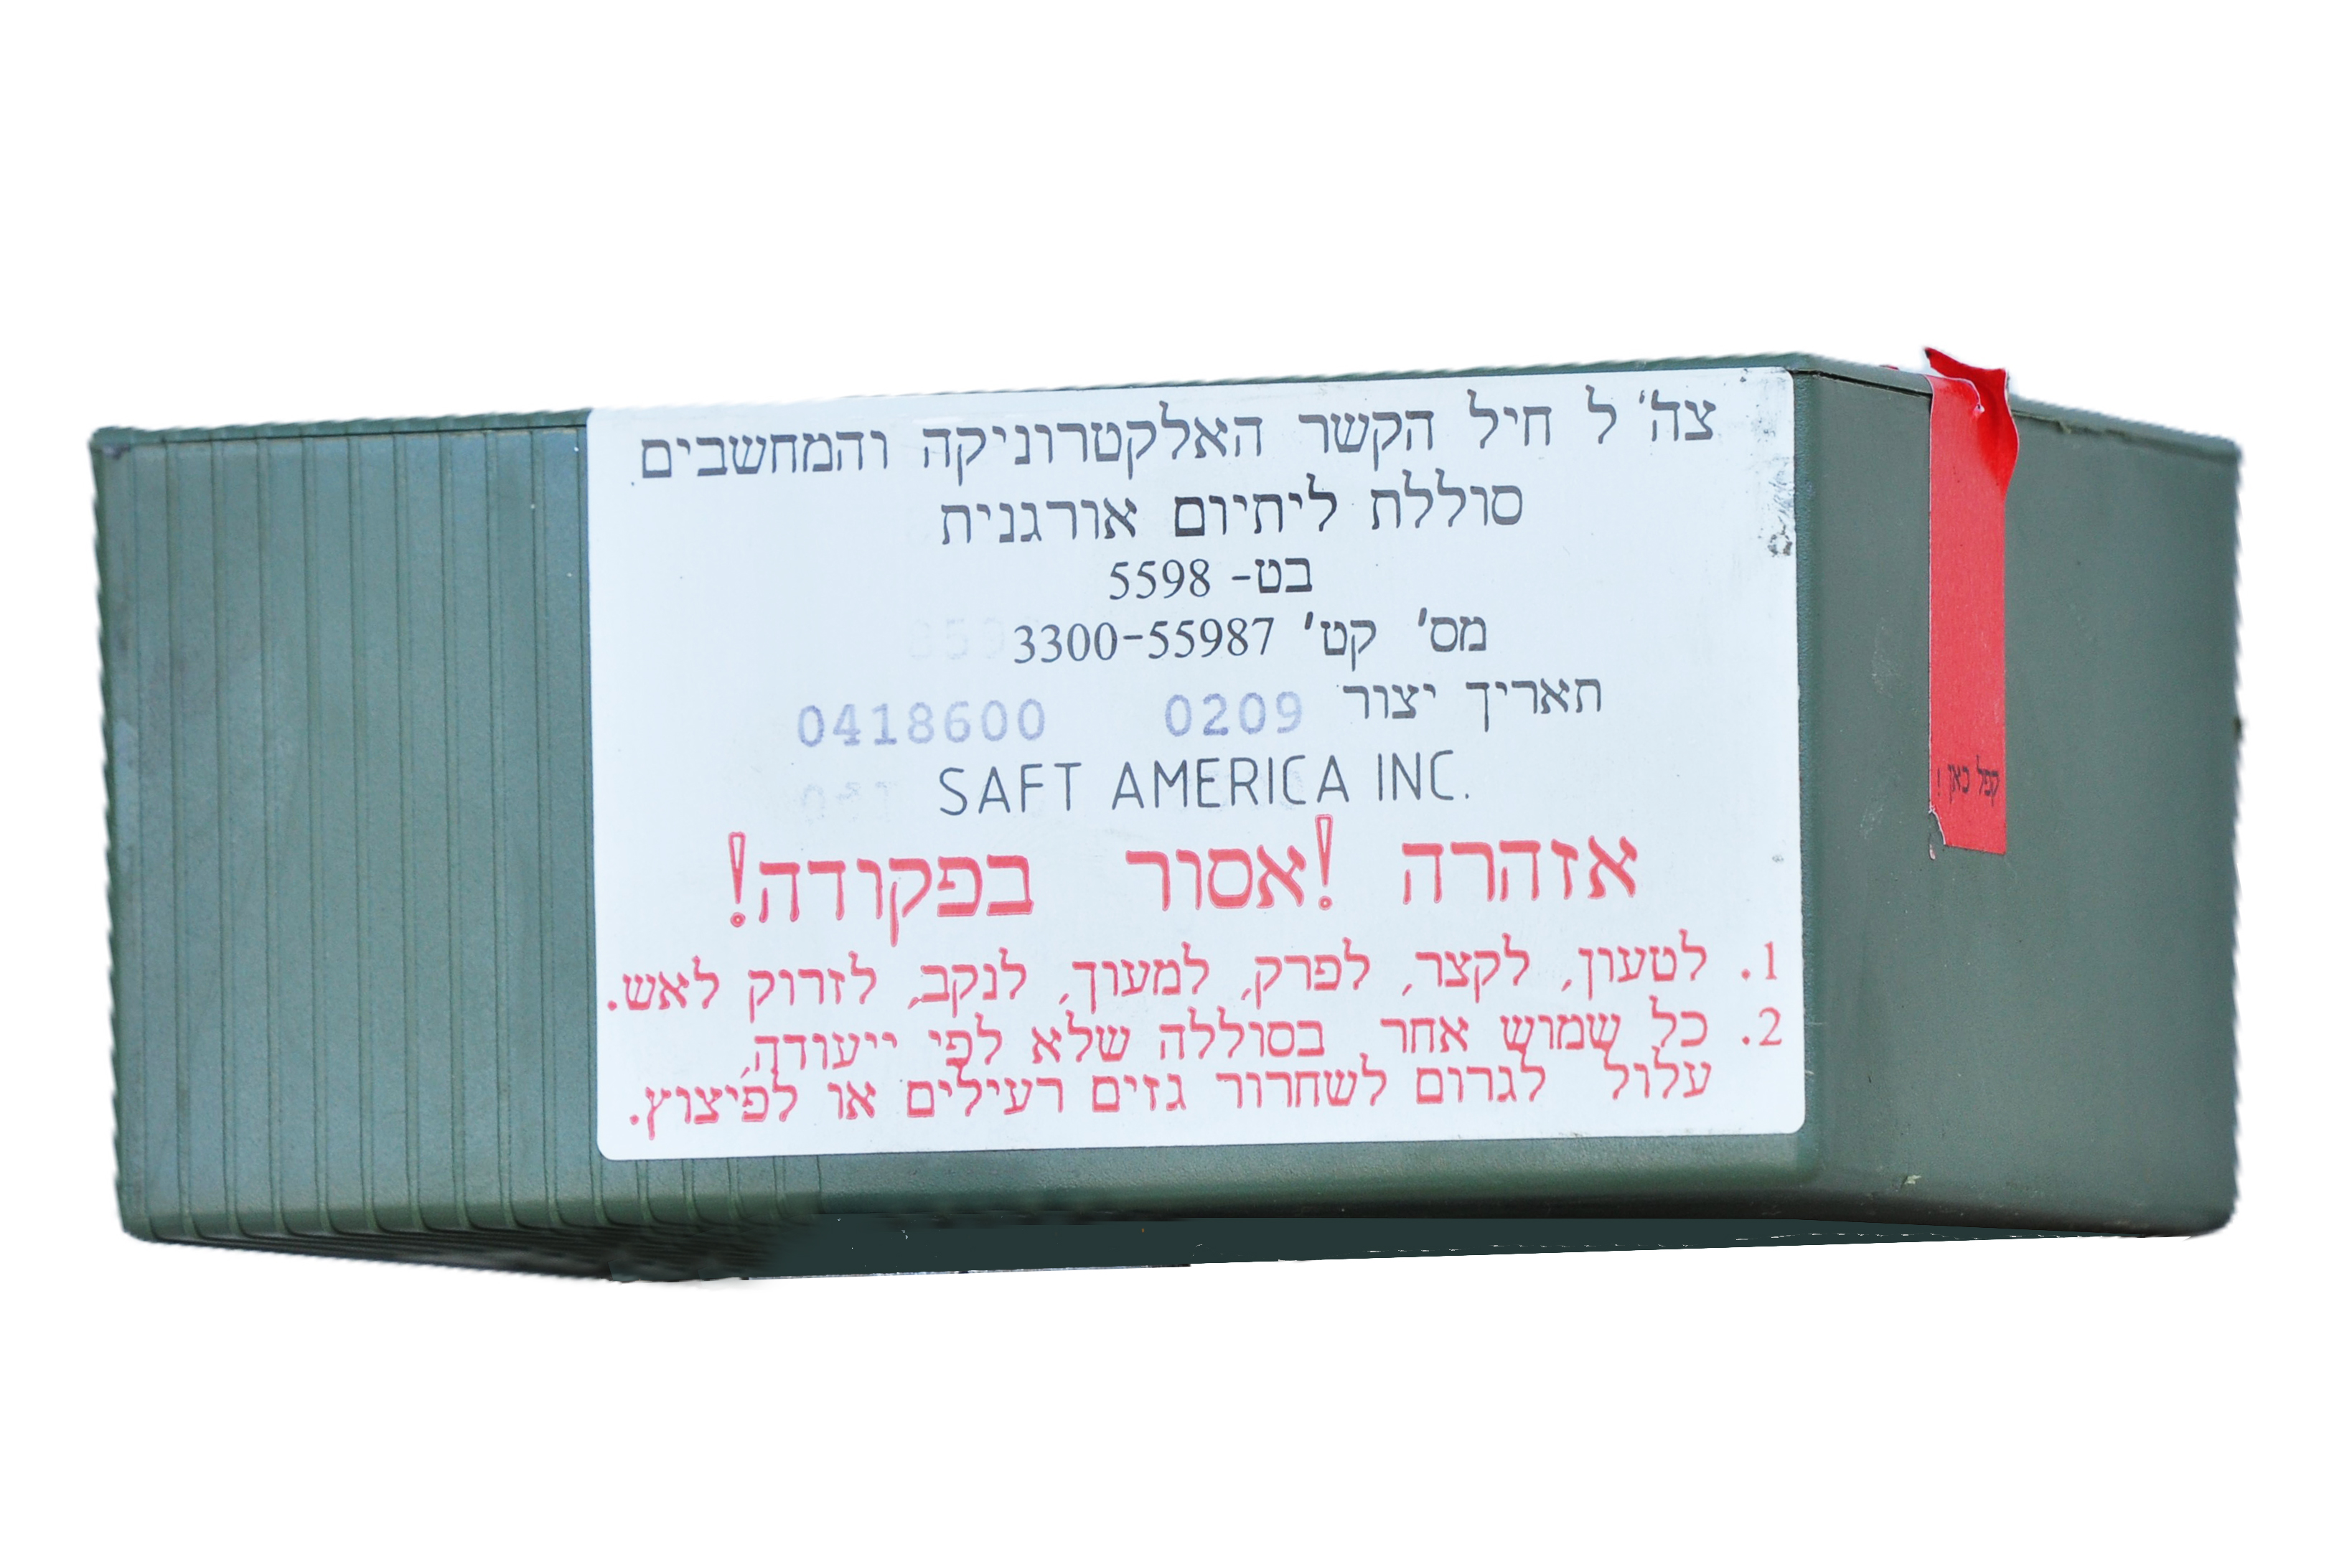 צה' ל חיל הקשר האלקטרוניקה והמחשבים
סוללת ליתיום אורגנית
בט- 5598
מס' קט' 3300-55987
תאריך יצור 0209 0418600
SAFT AMERICA INC.
אזהרה !אסור בפקודה!
1. לטעון, לקצר, לפרק, למעוך, לנקב, לזרוק לאש.
2. כל שמוש אחר בסוללה שלא לפי ייעודה,
עלול לגרום לשחרור גזים רעילים או לפיצוץ.
קפל כאן !